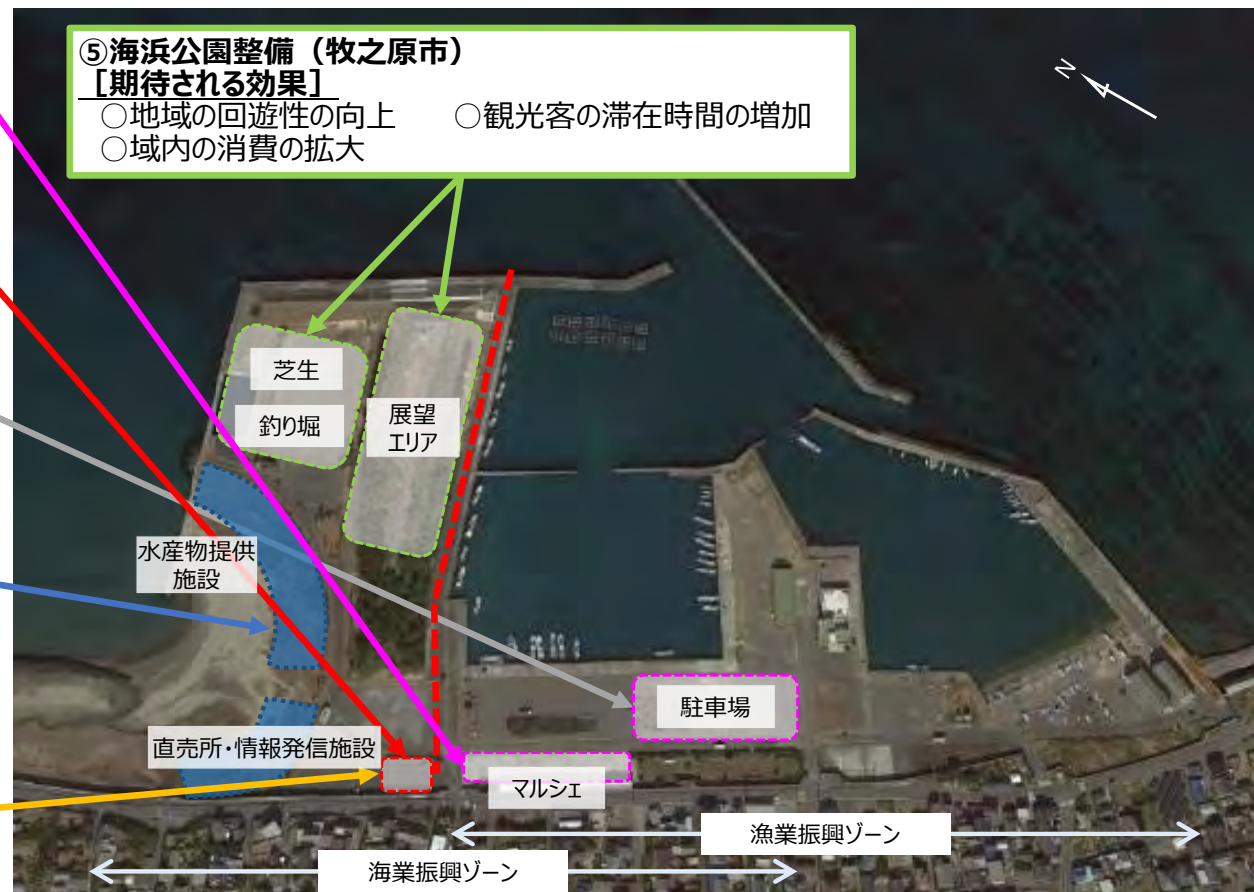 ⑤海浜公園整備（牧之原市）
［期待される効果］
○地域の回遊性の向上　　○観光客の滞在時間の増加
○域内の消費の拡大
N
芝生
釣り堀
展望
エリア
水産物提供
施設
駐車場
直売所・情報発信施設
マルシェ
漁業振興ゾーン
海業振興ゾーン